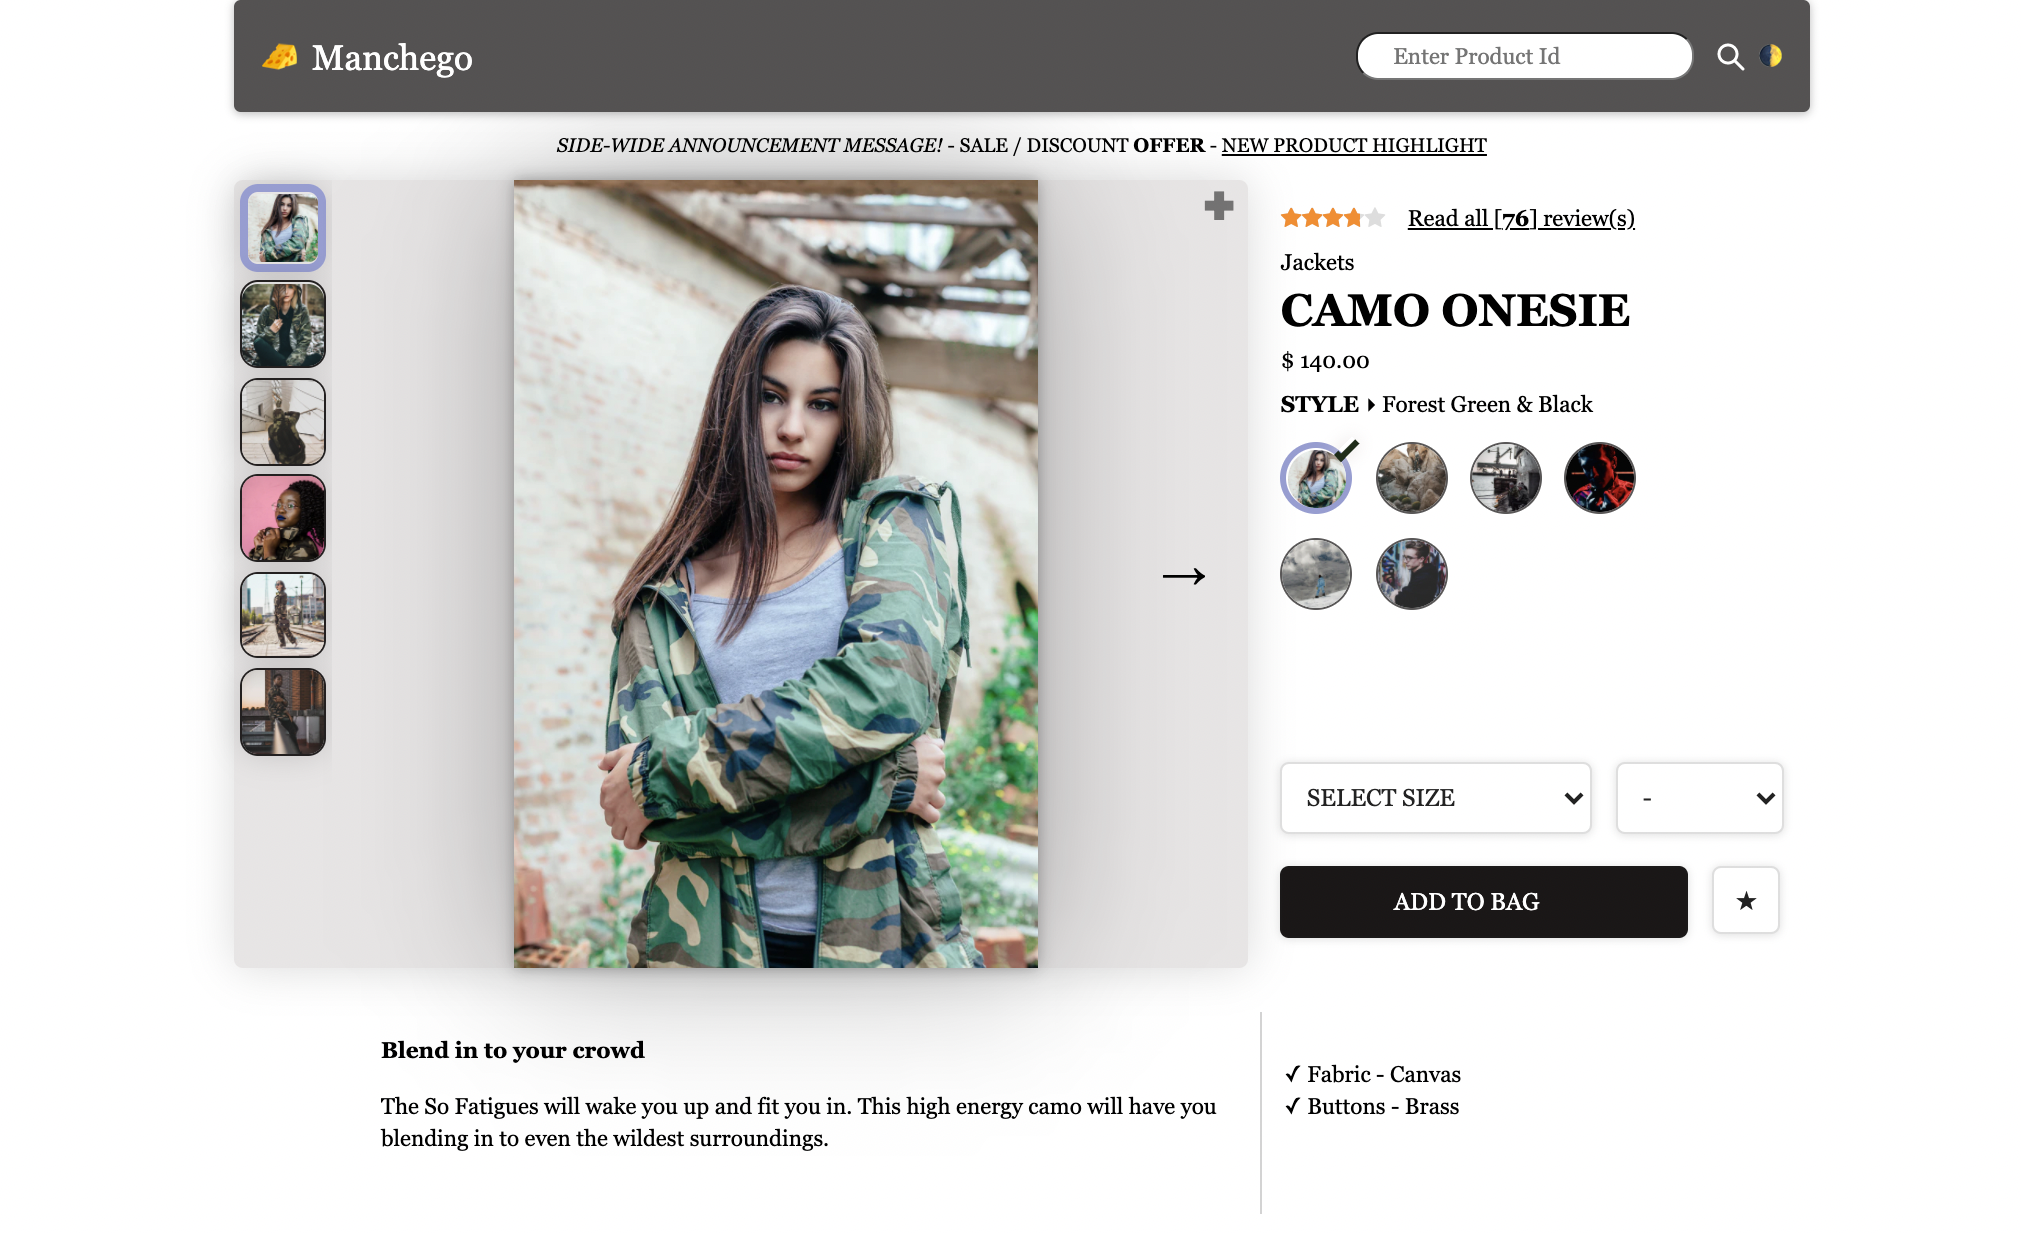 Manchego
Enter Product Id
SIDE-WIDE ANNOUNCEMENT MESSAGE! - SALE / DISCOUNT OFFER - NEW PRODUCT HIGHLIGHT
Read all [76] review(s)
Jackets
CAMO ONESIE
$ 140.00
STYLE Forest Green & Black
SELECT SIZE
-
ADD TO BAG
Blend in to your crowd
The So Fatigues will wake you up and fit you in. This high energy camo will have you
blending in to even the wildest surroundings.
✓ Fabric - Canvas
✓ Buttons - Brass